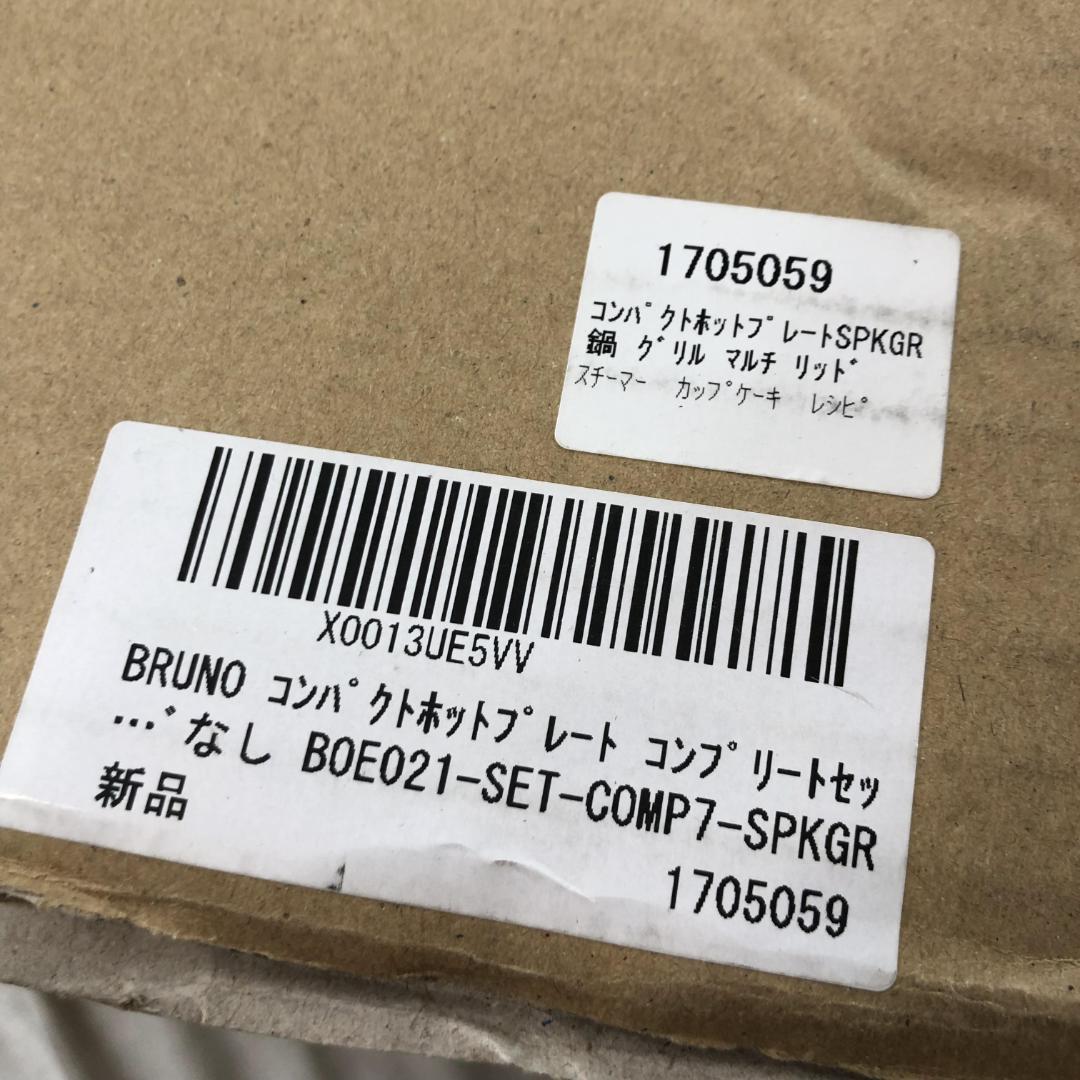 1705059
コンパクトホットプレートSPKGR
鍋 グリル マルチ リッド
スチーマー カップケーキ レシピ
X0013UE5VV
BRUNO コンパクトホットプレート コンプリートセッ
…ドなし BOE021-SET-COMP7-SPKGR
新品
1705059